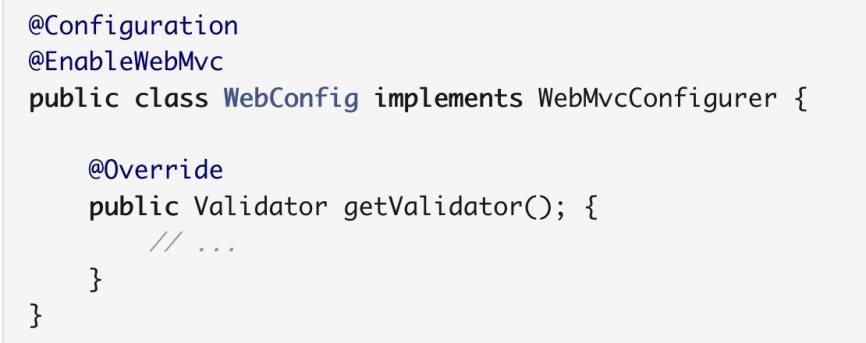 @Configuration
@EnableWebMvc
public class WebConfig implements WebMvcConfigurer {
@Override
public Validator getValidator(); {
// ...
}
}